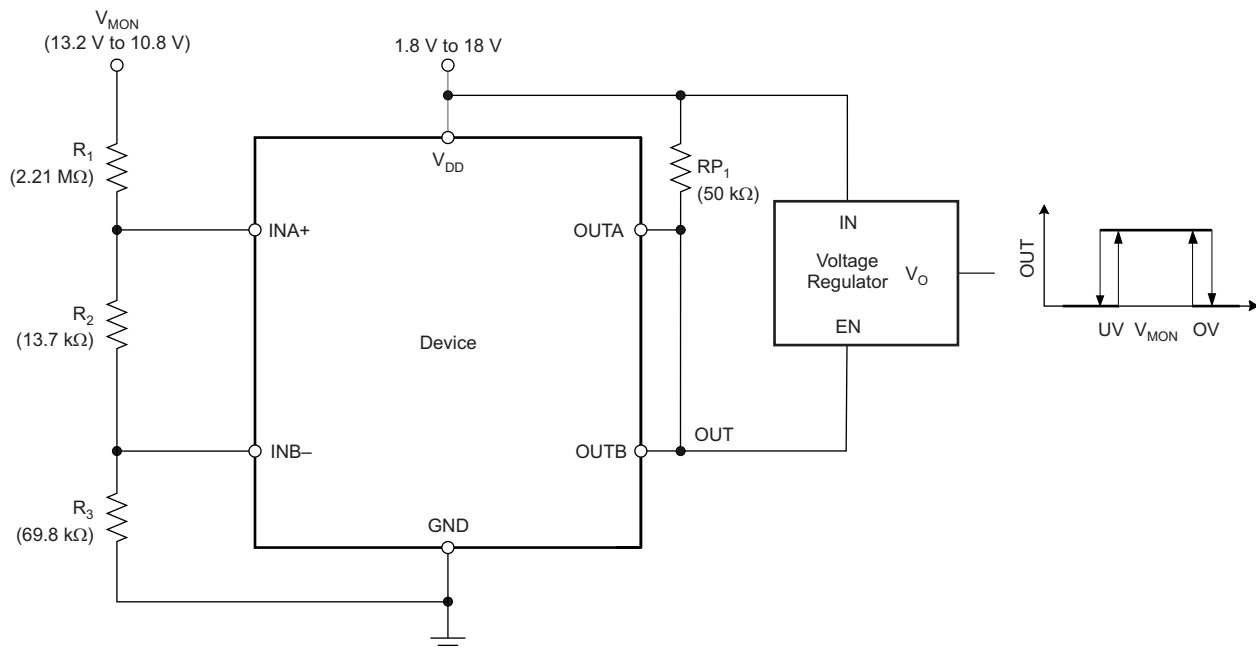 V_MON
(13.2 V to 10.8 V)
1.8 V to 18 V
R1
(2.21 MΩ)
V_DD
RP1
(50 kΩ)
INA+
OUTA
IN
Voltage
Regulator
V_O
EN
OUT
UV
V_MON
OV
R2
(13.7 kΩ)
Device
INB–
OUTB
OUT
R3
(69.8 kΩ)
GND